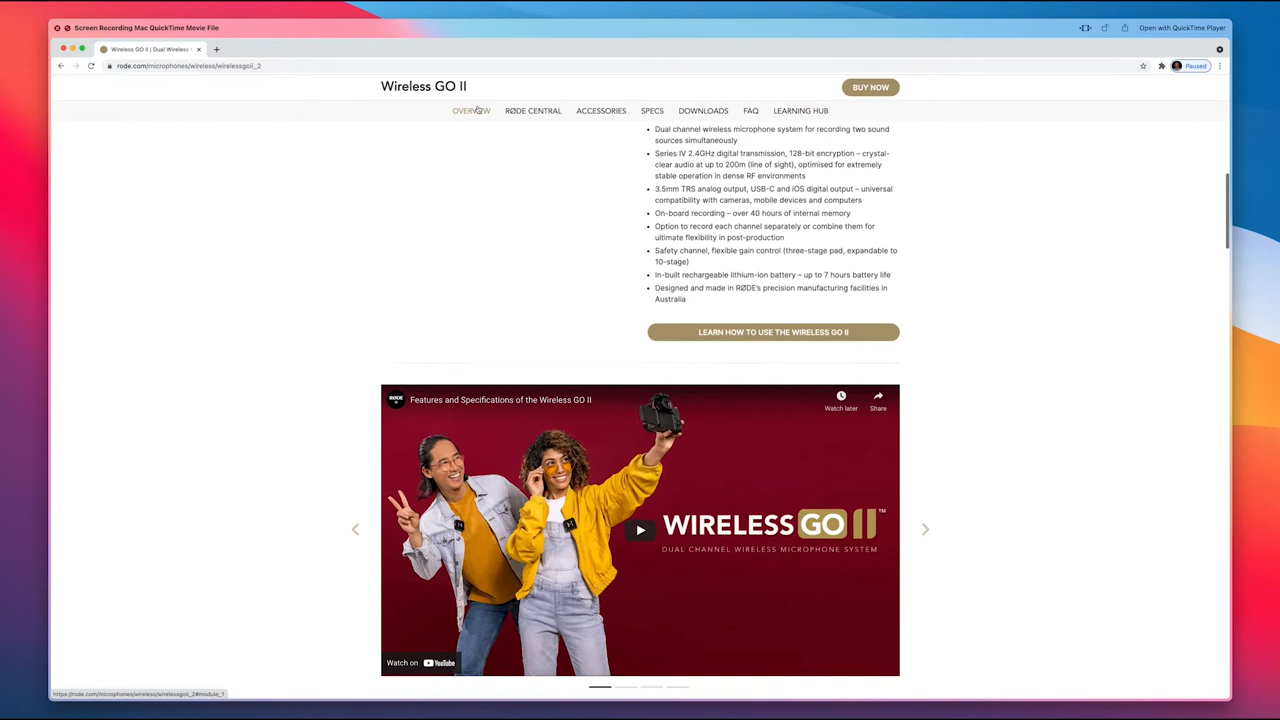 Screen Recording Mac QuickTime Movie File
Open with QuickTime Player
Wireless GO II | Dual Wireless
rode.com/microphones/wireless/wirelessgoii_2
Paused
Wireless GO II
BUY NOW
OVERVIEW
RØDE CENTRAL
ACCESSORIES
SPECS
DOWNLOADS
FAQ
LEARNING HUB
• Dual channel wireless microphone system for recording two sound
sources simultaneously
• Series IV 2.4GHz digital transmission, 128-bit encryption – crystal-
clear audio at up to 200m (line of sight), optimised for extremely
stable operation in dense RF environments
• 3.5mm TRS analog output, USB-C and iOS digital output – universal
compatibility with cameras, mobile devices and computers
• On-board recording – over 40 hours of internal memory
• Option to record each channel separately or combine them for
ultimate flexibility in post-production
• Safety channel, flexible gain control (three-stage pad, expandable to
10-stage)
• In-built rechargeable lithium-ion battery – up to 7 hours battery life
• Designed and made in RØDE's precision manufacturing facilities in
Australia
LEARN HOW TO USE THE WIRELESS GO II
RØDE
Features and Specifications of the Wireless GO II
Watch later
Share
WIRELESS GO II™
DUAL CHANNEL WIRELESS MICROPHONE SYSTEM
Watch on YouTube
https://rode.com/microphones/wireless/wirelessgoii_2#module_1